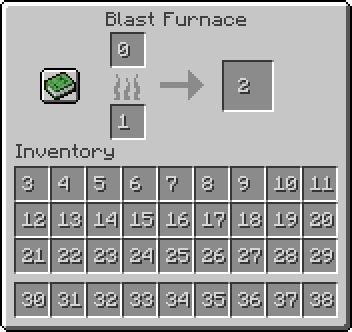 Blast Furnace
0
1
2
Inventory
3 4 5 6 7 8 9 10 11
12 13 14 15 16 17 18 19 20
21 22 23 24 25 26 27 28 29
30 31 32 33 34 35 36 37 38